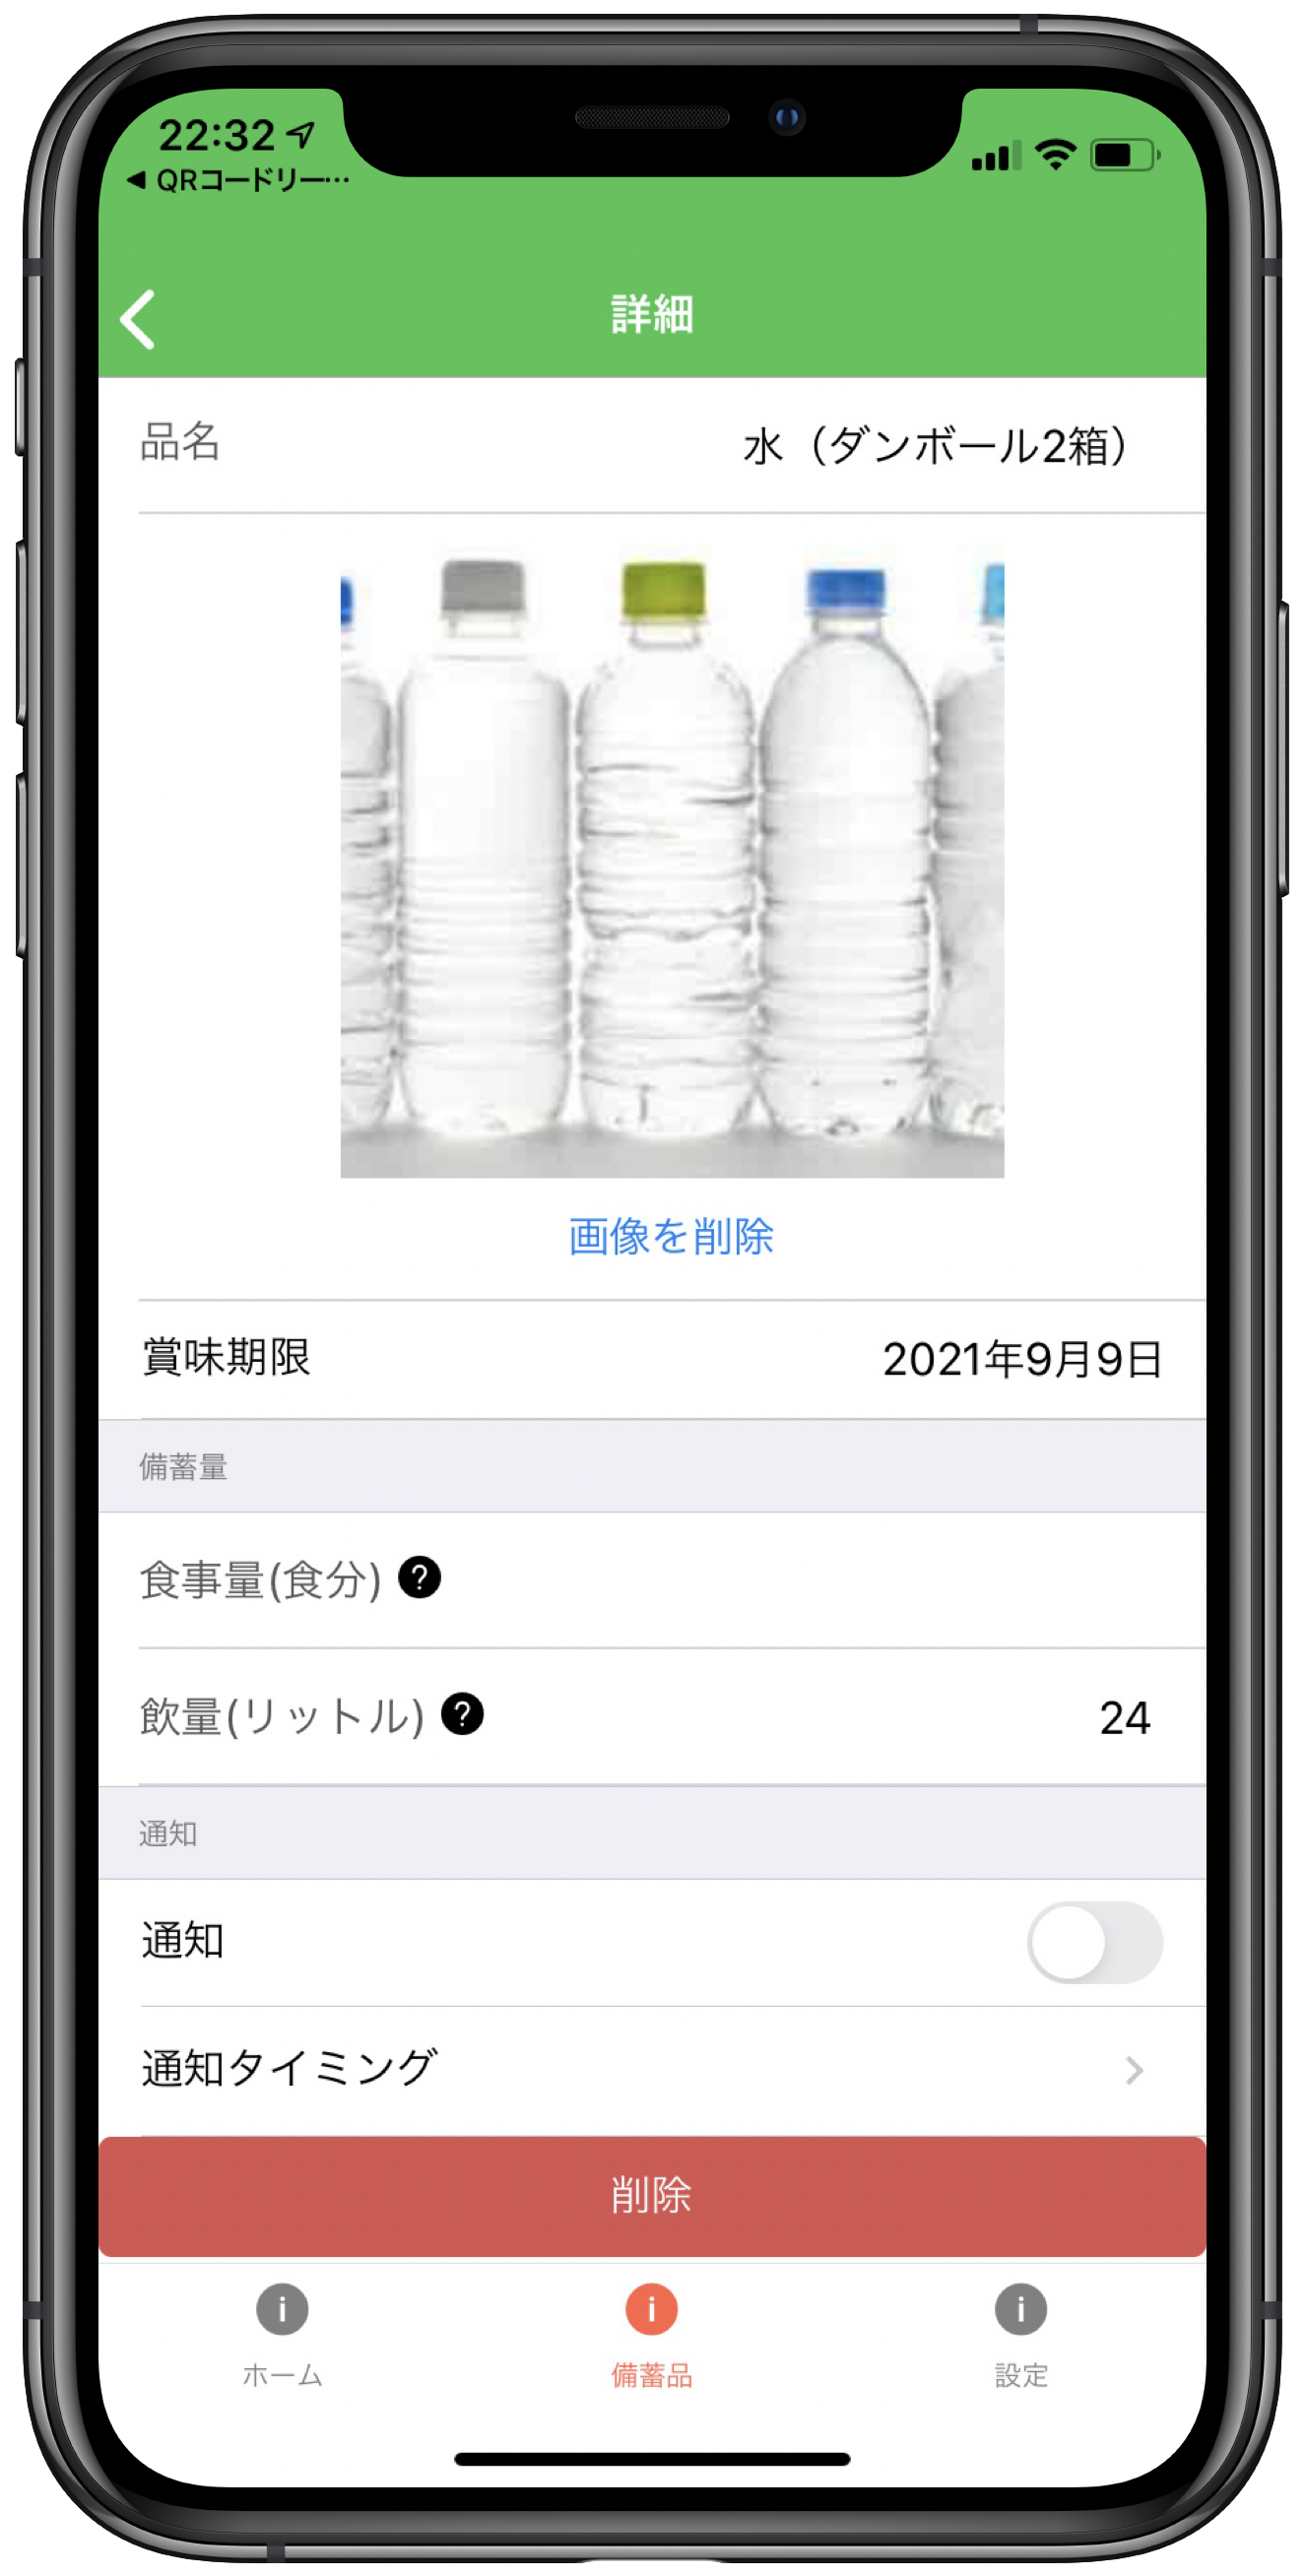 22:32
◀ QRコードリー…
詳細
品名
水（ダンボール2箱）
画像を削除
賞味期限
2021年9月9日
備蓄量
食事量(食分) ?
飲量(リットル) ?
24
通知
通知
通知タイミング
削除
ホーム
備蓄品
設定